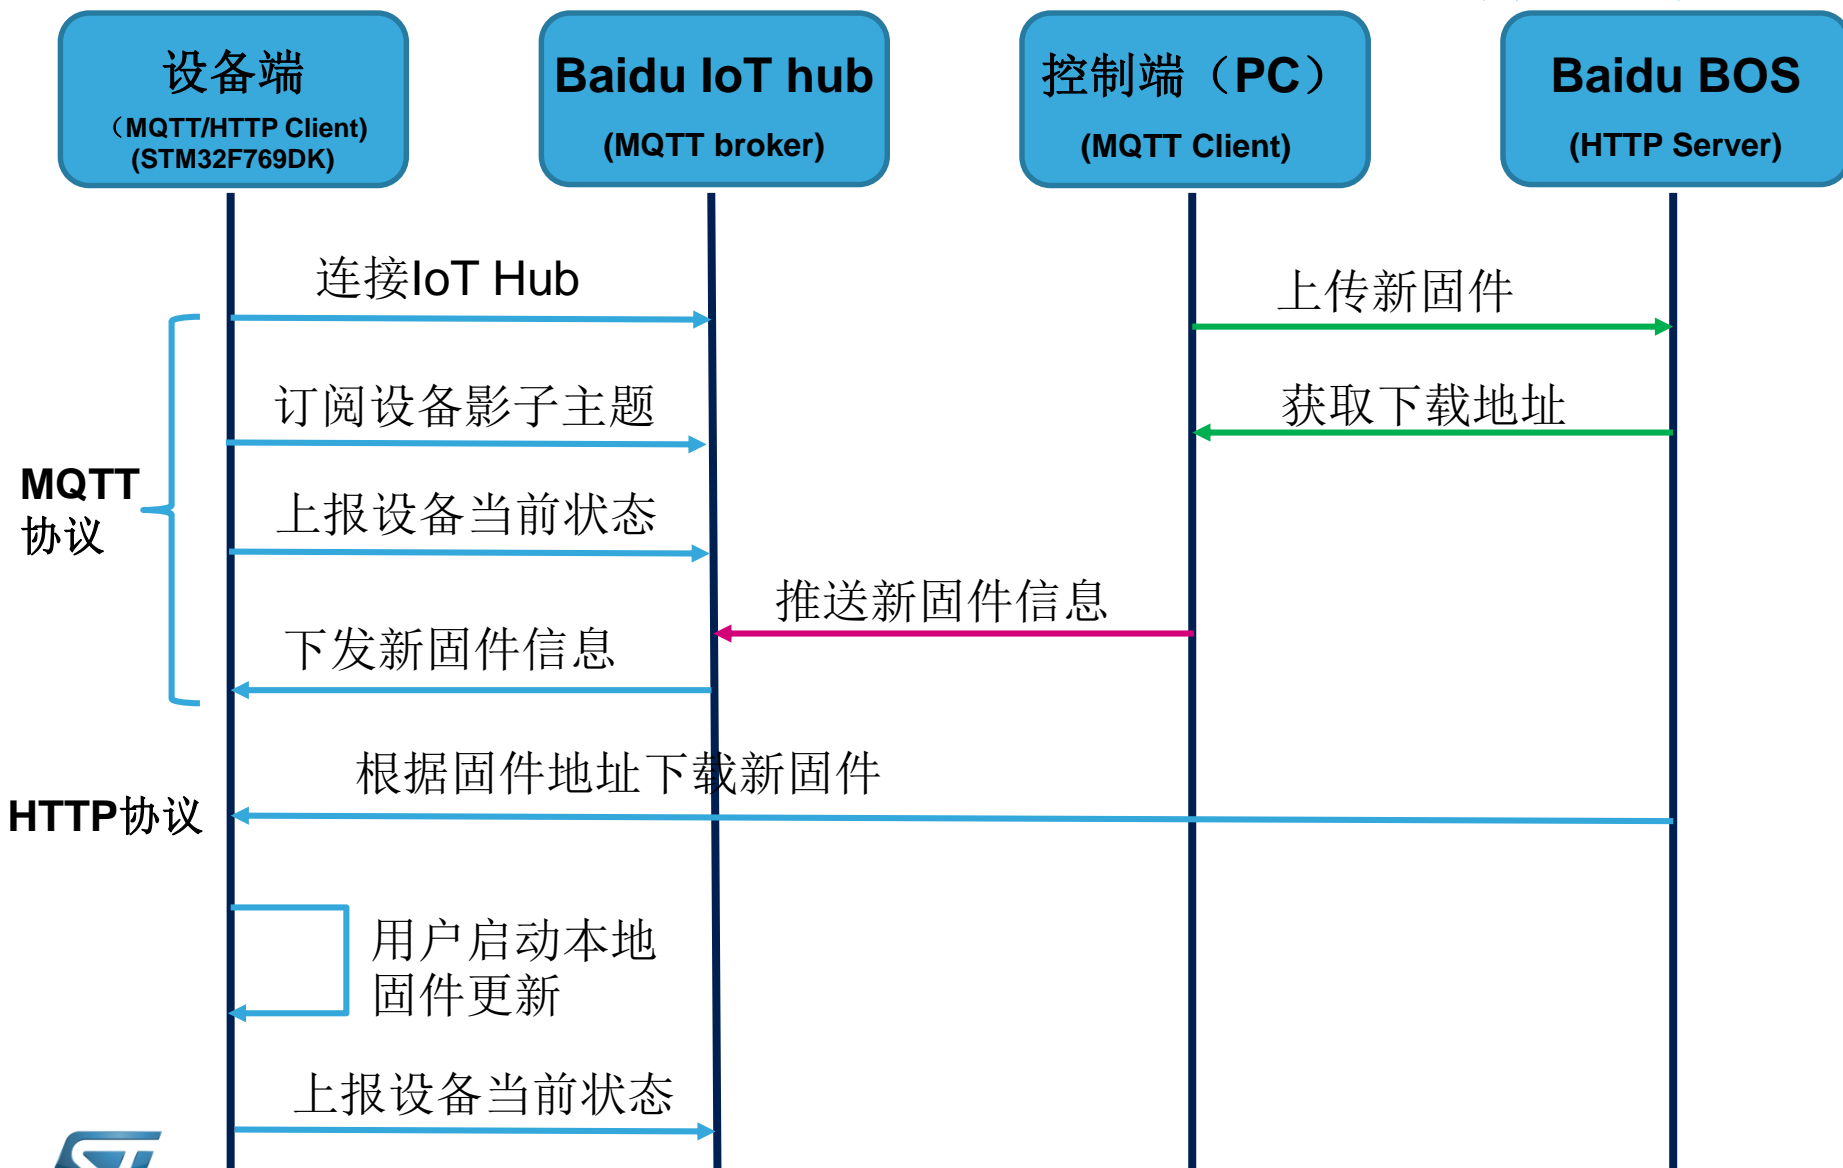 设备端
（MQTT/HTTP Client)
(STM32F769DK)
Baidu IoT hub
(MQTT broker)
控制端（PC）
(MQTT Client)
Baidu BOS
(HTTP Server)
连接IoT Hub
上传新固件
订阅设备影子主题
获取下载地址
MQTT
协议
上报设备当前状态
推送新固件信息
下发新固件信息
根据固件地址下载新固件
HTTP协议
用户启动本地
固件更新
上报设备当前状态